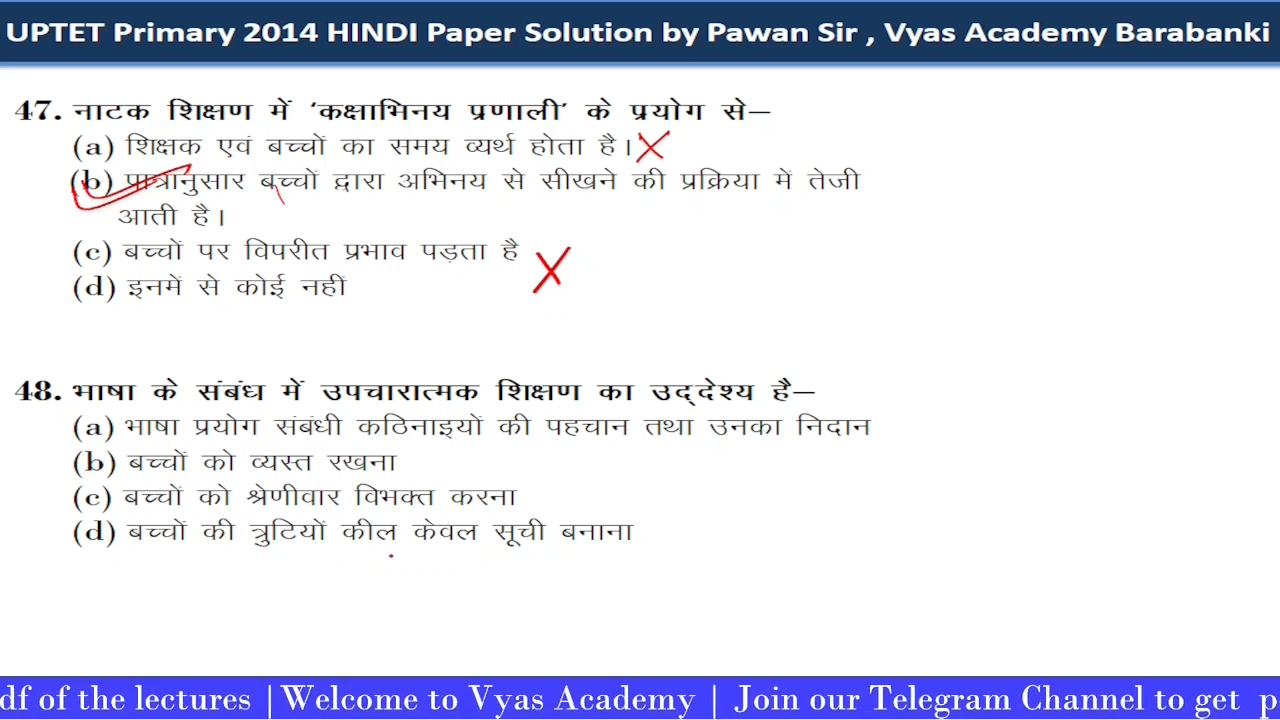 UPTET Primary 2014 HINDI Paper Solution by Pawan Sir , Vyas Academy Barabanki
47. नाटक शिक्षण में ‘कक्षाभिनय प्रणाली’ के प्रयोग से–
(a) शिक्षक एवं बच्चों का समय व्यर्थ होता है।
(b) पात्रानुसार बच्चों द्वारा अभिनय से सीखने की प्रक्रिया में तेजी
आती है।
(c) बच्चों पर विपरीत प्रभाव पड़ता है
(d) इनमें से कोई नहीं
48. भाषा के संबंध में उपचारात्मक शिक्षण का उद्देश्य है–
(a) भाषा प्रयोग संबंधी कठिनाइयों की पहचान तथा उनका निदान
(b) बच्चों को व्यस्त रखना
(c) बच्चों को श्रेणीवार विभक्त करना
(d) बच्चों की त्रुटियों कील केवल सूची बनाना
df of the lectures | Welcome to Vyas Academy | Join our Telegram Channel to get p